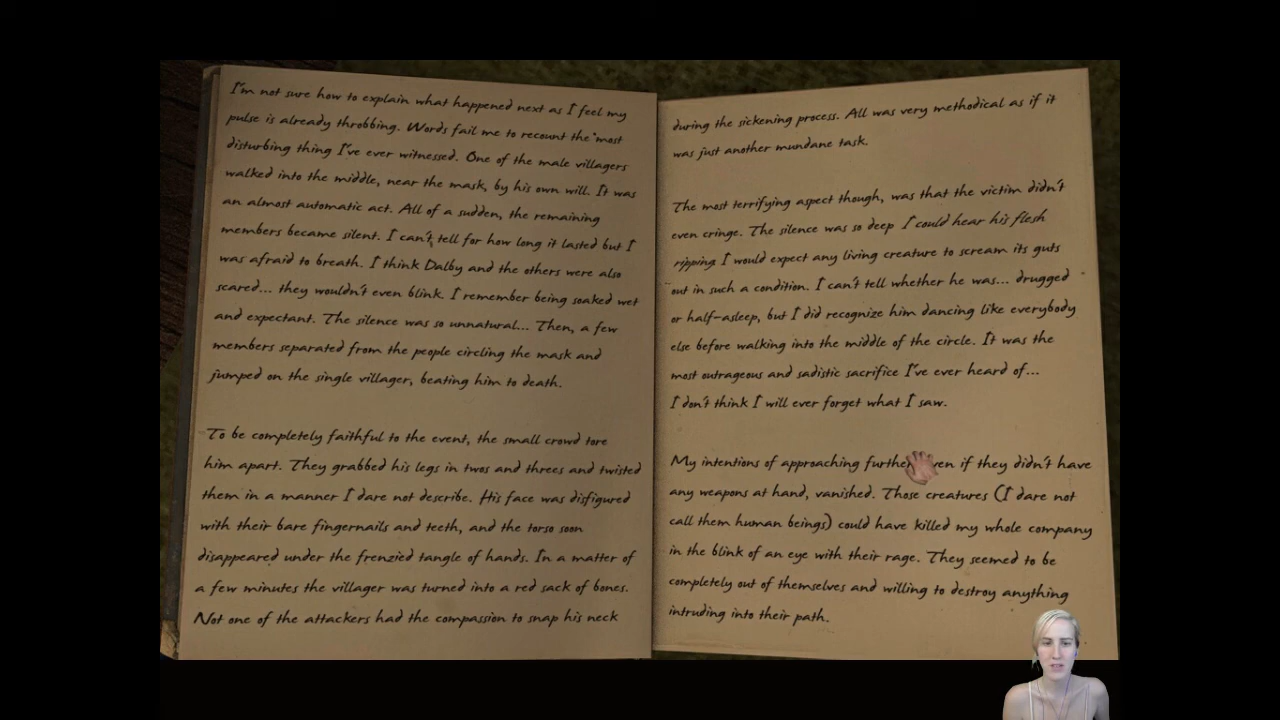 I'm not sure how to explain what happened next as I feel my
pulse is already throbbing. Words fail me to recount the most
disturbing thing I've ever witnessed. One of the male villagers
walked into the middle, near the mask, by his own will. It was
an almost automatic act. All of a sudden, the remaining
members became silent. I can't tell for how long it lasted but I
was afraid to breath. I think Dalby and the others were also
scared... they wouldn't even blink. I remember being soaked wet
and expectant. The silence was so unnatural... Then, a few
members separated from the people circling the mask and
jumped on the single villager, beating him to death.
To be completely faithful to the event, the small crowd tore
him apart. They grabbed his legs in twos and threes and twisted
them in a manner I dare not describe. His face was disfigured
with their bare fingernails and teeth, and the torso soon
disappeared under the frenzied tangle of hands. In a matter of
a few minutes the villager was turned into a red sack of bones.
Not one of the attackers had the compassion to snap his neck
during the sickening process. All was very methodical as if it
was just another mundane task.
The most terrifying aspect though, was that the victim didn't
even cringe. The silence was so deep I could hear his flesh
ripping. I would expect any living creature to scream its guts
out in such a condition. I can't tell whether he was... drugged
or half-asleep, but I did recognize him dancing like everybody
else before walking into the middle of the circle. It was the
most outrageous and sadistic sacrifice I've ever heard of...
I don't think I will ever forget what I saw.
My intentions of approaching further if they didn't have
any weapons at hand, vanished. Those creatures (I dare not
call them human beings) could have killed my whole company
in the blink of an eye with their rage. They seemed to be
completely out of themselves and willing to destroy anything
intruding into their path.